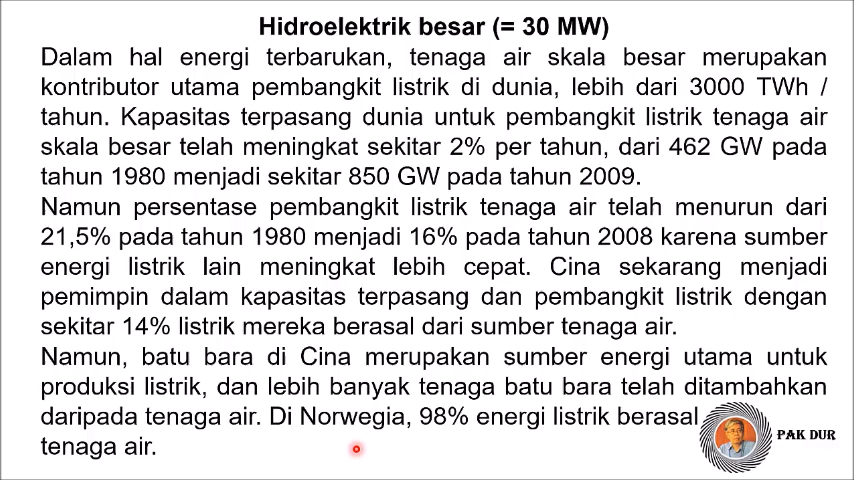 Hidroelektrik besar (= 30 MW)
Dalam hal energi terbarukan, tenaga air skala besar merupakan
kontributor utama pembangkit listrik di dunia, lebih dari 3000 TWh /
tahun. Kapasitas terpasang dunia untuk pembangkit listrik tenaga air
skala besar telah meningkat sekitar 2% per tahun, dari 462 GW pada
tahun 1980 menjadi sekitar 850 GW pada tahun 2009.
Namun persentase pembangkit listrik tenaga air telah menurun dari
21,5% pada tahun 1980 menjadi 16% pada tahun 2008 karena sumber
energi listrik lain meningkat lebih cepat. Cina sekarang menjadi
pemimpin dalam kapasitas terpasang dan pembangkit listrik dengan
sekitar 14% listrik mereka berasal dari sumber tenaga air.
Namun, batu bara di Cina merupakan sumber energi utama untuk
produksi listrik, dan lebih banyak tenaga batu bara telah ditambahkan
daripada tenaga air. Di Norwegia, 98% energi listrik berasal
tenaga air.
PAK DUR